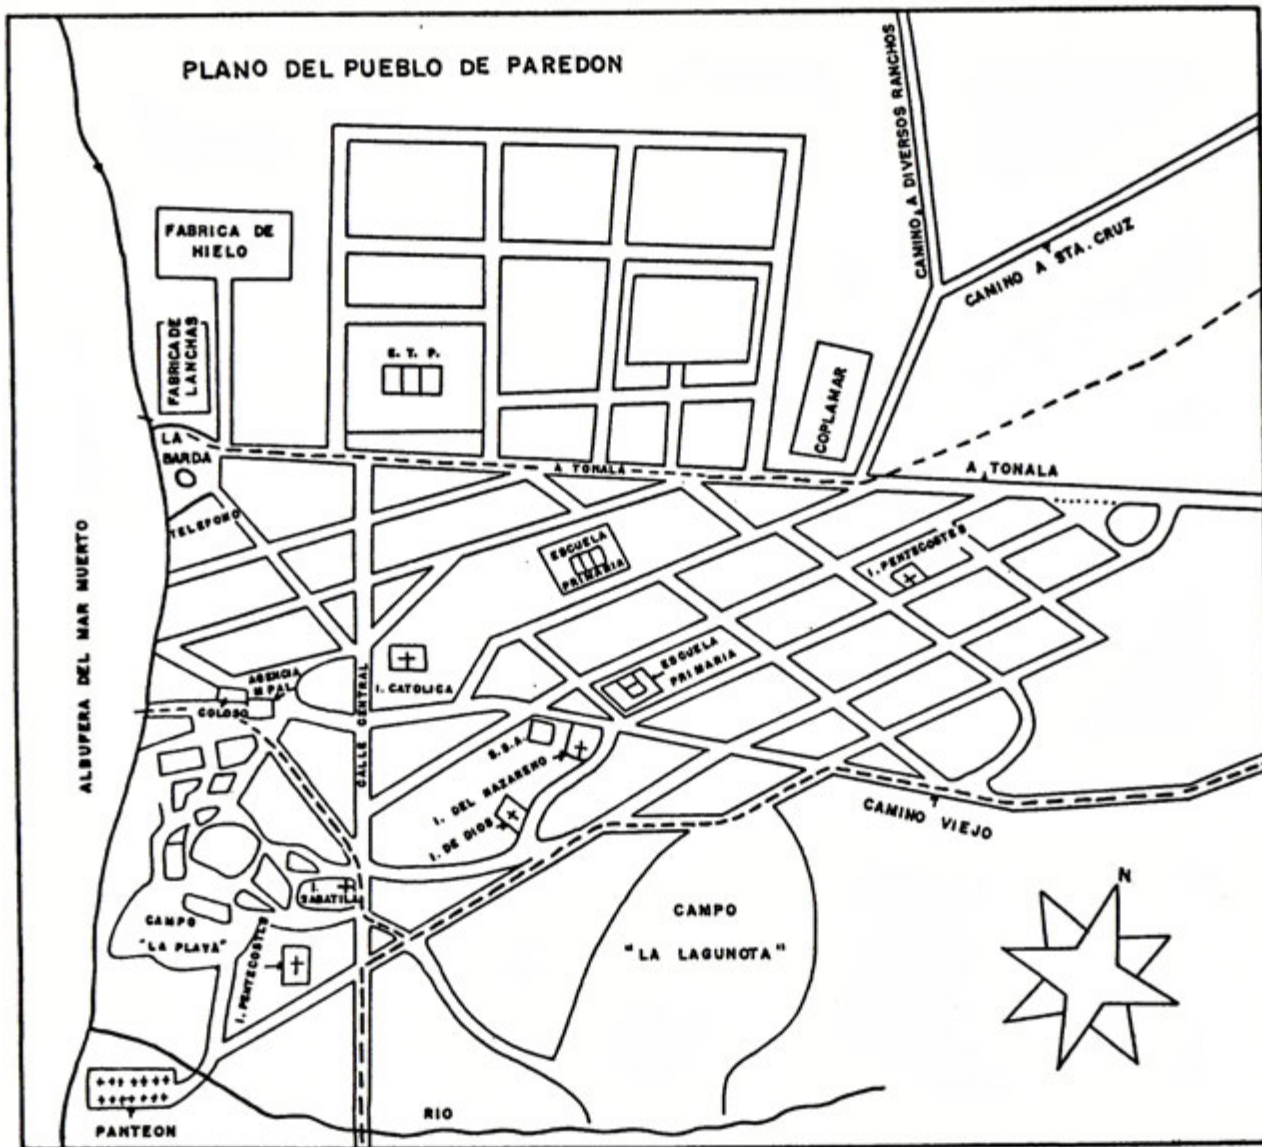 PLANO DEL PUEBLO DE PAREDON
CAMINO A DIVERSOS RANCHOS
CAMINO A STA. CRUZ
FABRICA DE
HIELO
FABRICA DE
LANCHAS
E. T. P.
COPLAMAR
LA
BARDA
A TONALA
A TONALA
TELEFONO
ESCUELA
PRIMARIA
I. PENTECOSTES
ALBUFERA DEL MAR MUERTO
AGENCIA
MPAL.
COLOSO
I. CATOLICA
CALLE CENTRAL
ESCUELA
PRIMARIA
S.S.A.
I. DEL NAZARENO
I. DE DIOS
CAMINO VIEJO
I.
SABATILA
CAMPO
"LA PLAYA"
I. PENTECOSTES
CAMPO
"LA LAGUNOTA"
N
RIO
PANTEON